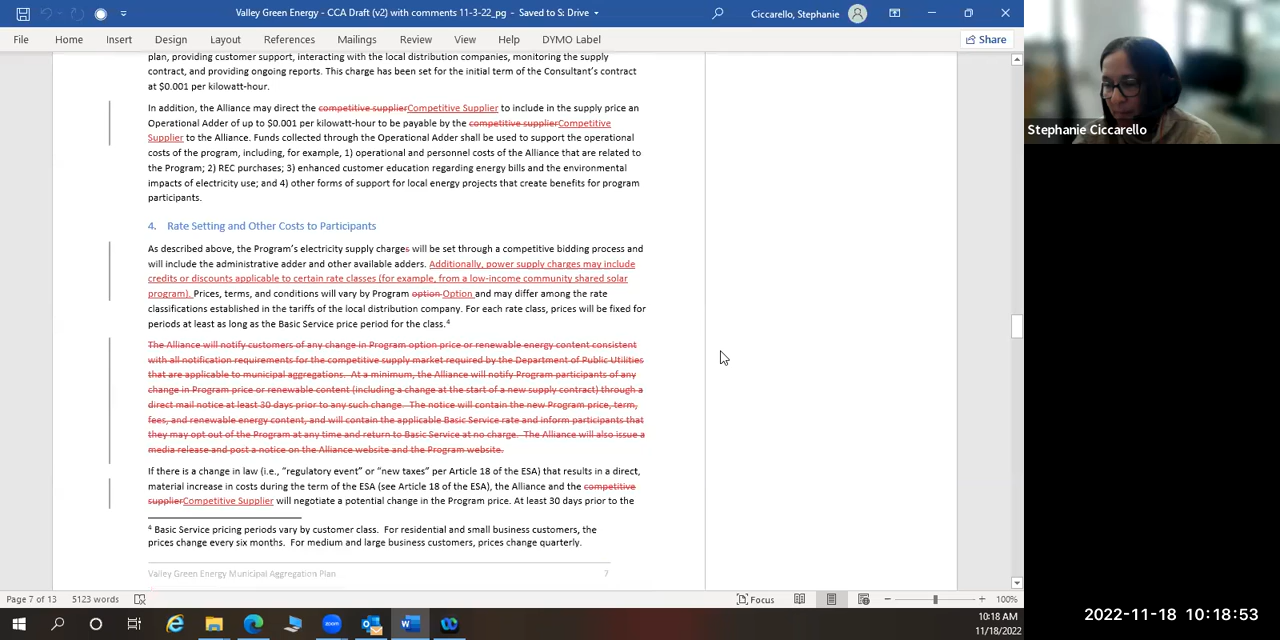 Valley Green Energy - CCA Draft (v2) with comments 11-3-22_pg - Saved to S: Drive
Ciccarello, Stephanie
File Home Insert Design Layout References Mailings Review View Help DYMO Label Share
plan, providing customer support, interacting with the local distribution companies, monitoring the supply
contract, and providing ongoing reports. This charge has been set for the initial term of the Consultant's contract
at $0.001 per kilowatt-hour.
In addition, the Alliance may direct the competitive supplierCompetitive Supplier to include in the supply price an
Operational Adder of up to $0.001 per kilowatt-hour to be payable by the competitive supplierCompetitive
Supplier to the Alliance. Funds collected through the Operational Adder shall be used to support the operational
costs of the program, including, for example, 1) operational and personnel costs of the Alliance that are related to
the Program; 2) REC purchases; 3) enhanced customer education regarding energy bills and the environmental
impacts of electricity use; and 4) other forms of support for local energy projects that create benefits for program
participants.
4. Rate Setting and Other Costs to Participants
As described above, the Program's electricity supply charges will be set through a competitive bidding process and
will include the administrative adder and other available adders. Additionally, power supply charges may include
credits or discounts applicable to certain rate classes (for example, from a low-income community shared solar
program). Prices, terms, and conditions will vary by Program option Option and may differ among the rate
classifications established in the tariffs of the local distribution company. For each rate class, prices will be fixed for
periods at least as long as the Basic Service price period for the class.4
The Alliance will notify customers of any change in Program option price or renewable energy content consistent
with all notification requirements for the competitive supply market required by the Department of Public Utilities
that are applicable to municipal aggregations. At a minimum, the Alliance will notify Program participants of any
change in Program price or renewable content (including a change at the start of a new supply contract) through a
direct mail notice at least 30 days prior to any such change. The notice will contain the new Program price, term,
fees, and renewable energy content, and will contain the applicable Basic Service rate and inform participants that
they may opt out of the Program at any time and return to Basic Service at no charge. The Alliance will also issue a
media release and post a notice on the Alliance website and the Program website.
If there is a change in law (i.e., "regulatory event" or "new taxes" per Article 18 of the ESA) that results in a direct,
material increase in costs during the term of the ESA (see Article 18 of the ESA), the Alliance and the competitive
supplierCompetitive Supplier will negotiate a potential change in the Program price. At least 30 days prior to the
4 Basic Service pricing periods vary by customer class. For residential and small business customers, the
prices change every six months. For medium and large business customers, prices change quarterly.
Valley Green Energy Municipal Aggregation Plan 7
Page 7 of 13 5123 words Focus 100%
zoom
10:18 AM
11/18/2022
Stephanie Ciccarello
2022-11-18 10:18:53